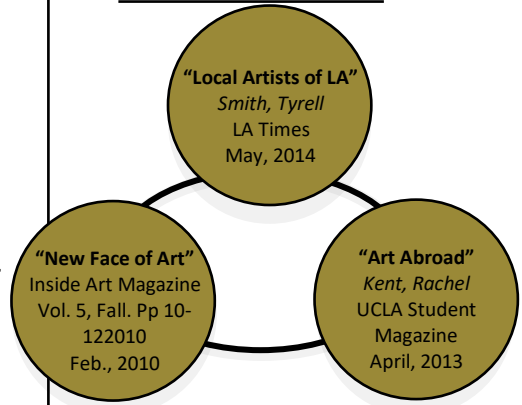 “Local Artists of LA”
Smith, Tyrell
LA Times
May, 2014
“New Face of Art”
Inside Art Magazine
Vol. 5, Fall. Pp 10-
122010
Feb., 2010
“Art Abroad”
Kent, Rachel
UCLA Student
Magazine
April, 2013